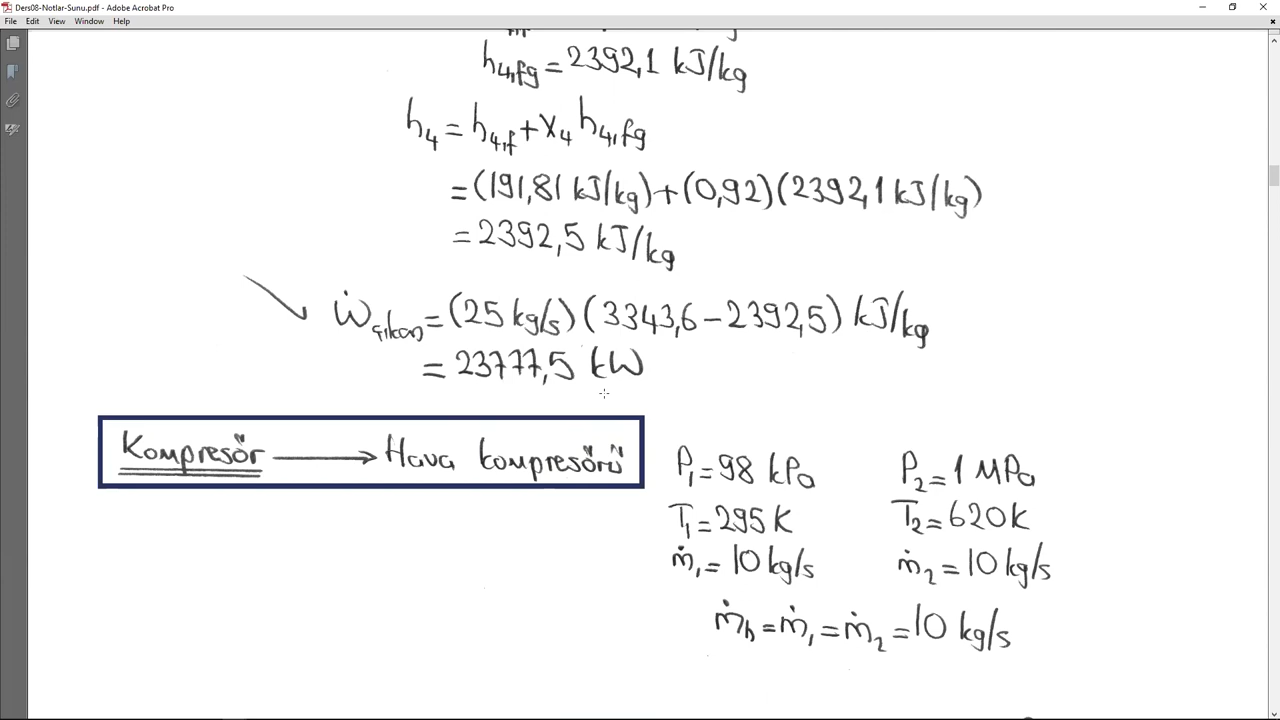 Ders08-Notlar-Sunu.pdf - Adobe Acrobat Pro
File Edit View Window Help
h4,fg = 2392,1 kJ/kg
h4 = h4,f + x4 h4,fg
= (191,81 kJ/kg) + (0,92) (2392,1 kJ/kg)
= 2392,5 kJ/kg
Ẇçıkan = (25 kg/s) (3343,6 - 2392,5) kJ/kg
= 23777,5 kW
Kompresör → Hava kompresörü
P1 = 98 kPa P2 = 1 MPa
T1 = 295 K T2 = 620 K
ṁ1 = 10 kg/s ṁ2 = 10 kg/s
ṁh = ṁ1 = ṁ2 = 10 kg/s